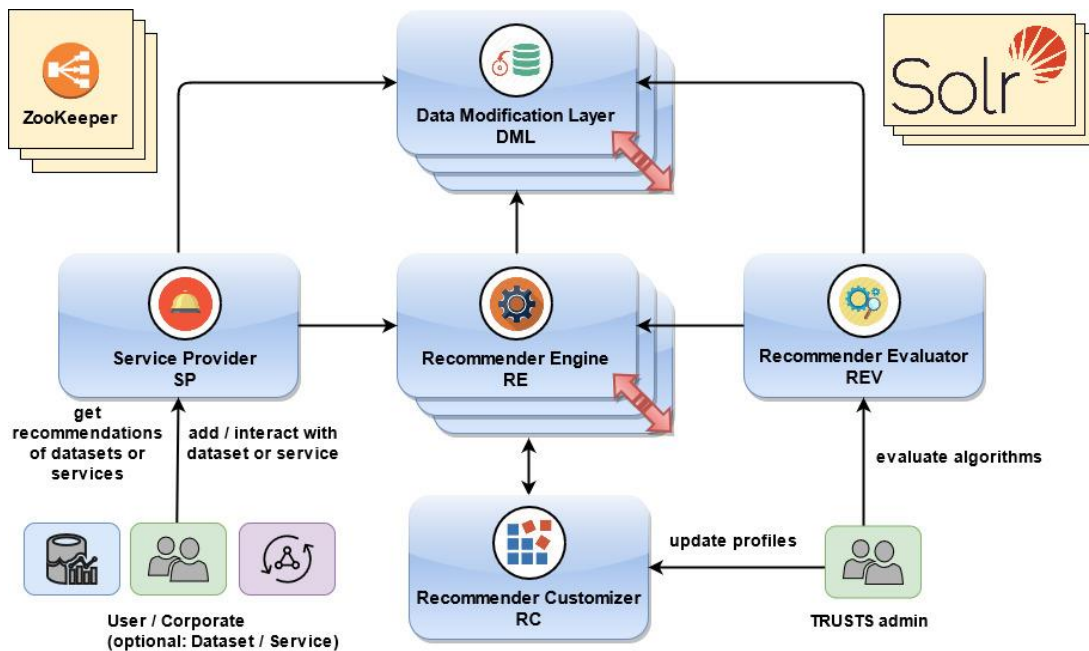 ZooKeeper
Data Modification Layer
DML
Solr
Service Provider
SP
Recommender Engine
RE
Recommender Evaluator
REV
get
recommendations
of datasets or
services
add / interact with
dataset or service
evaluate algorithms
update profiles
Recommender Customizer
RC
User / Corporate
(optional: Dataset / Service)
TRUSTS admin